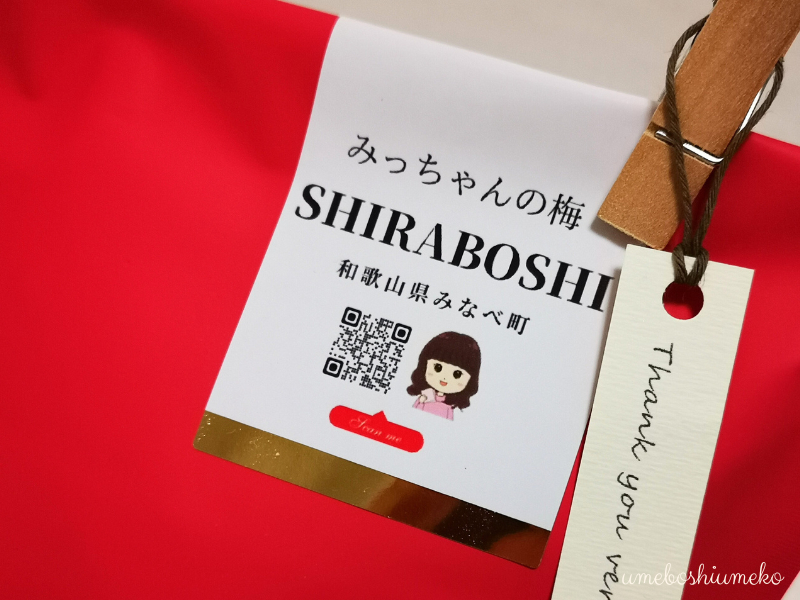 みっちゃんの梅
SHIRABOSHI
和歌山県みなべ町
Scan me
Thank you ver
umeboshiumeko